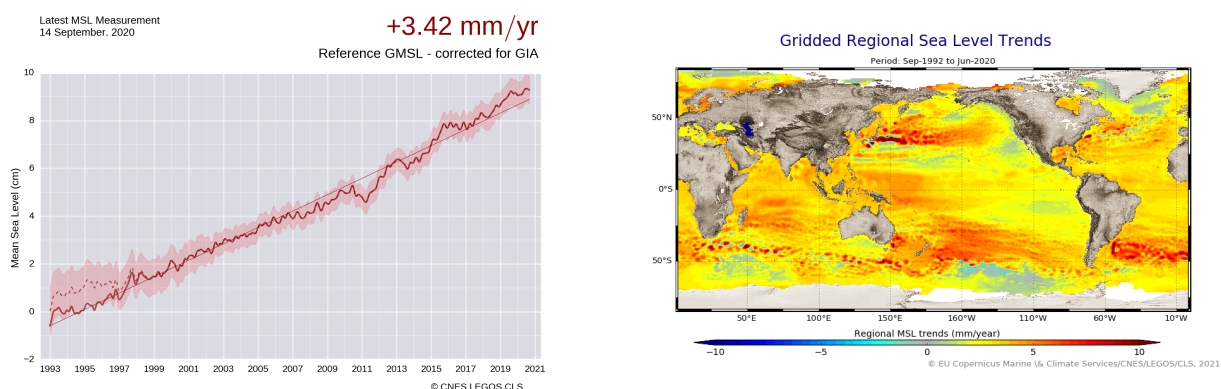 Latest MSL Measurement
14 September. 2020
+3.42 mm/yr
Reference GMSL - corrected for GIA
Mean Sea Level (cm)
10
8
6
4
2
0
−2
1993 1995 1997 1999 2001 2003 2005 2007 2009 2011 2013 2015 2017 2019 2021
© CNES LEGOS CLS
Gridded Regional Sea Level Trends
Period: Sep-1992 to Jun-2020
50°N
0°S
50°S
50°E 100°E 150°E 160°W 110°W 60°W 10°W
Regional MSL trends (mm/year)
−10 −5 0 5 10
© EU Copernicus Marine \& Climate Services/CNES/LEGOS/CLS, 2021